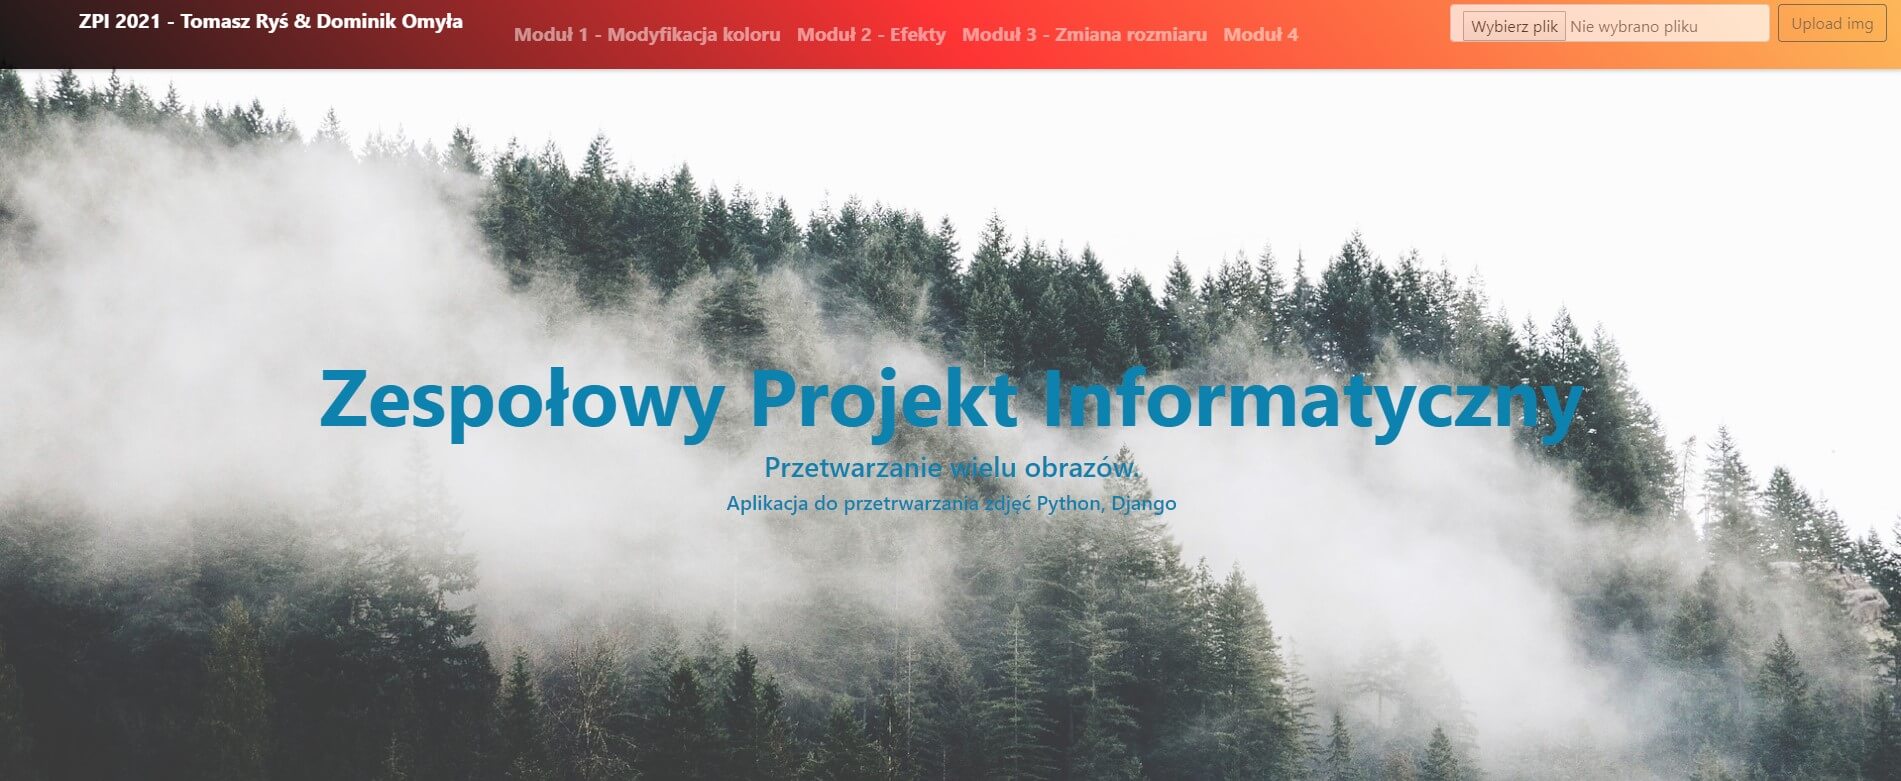 ZPI 2021 - Tomasz Ryś & Dominik Omyła
Moduł 1 - Modyfikacja koloru Moduł 2 - Efekty Moduł 3 - Zmiana rozmiaru Moduł 4
Wybierz plik Nie wybrano pliku Upload img
Zespołowy Projekt Informatyczny
Przetwarzanie wielu obrazów.
Aplikacja do przetrwarzania zdjęć Python, Django